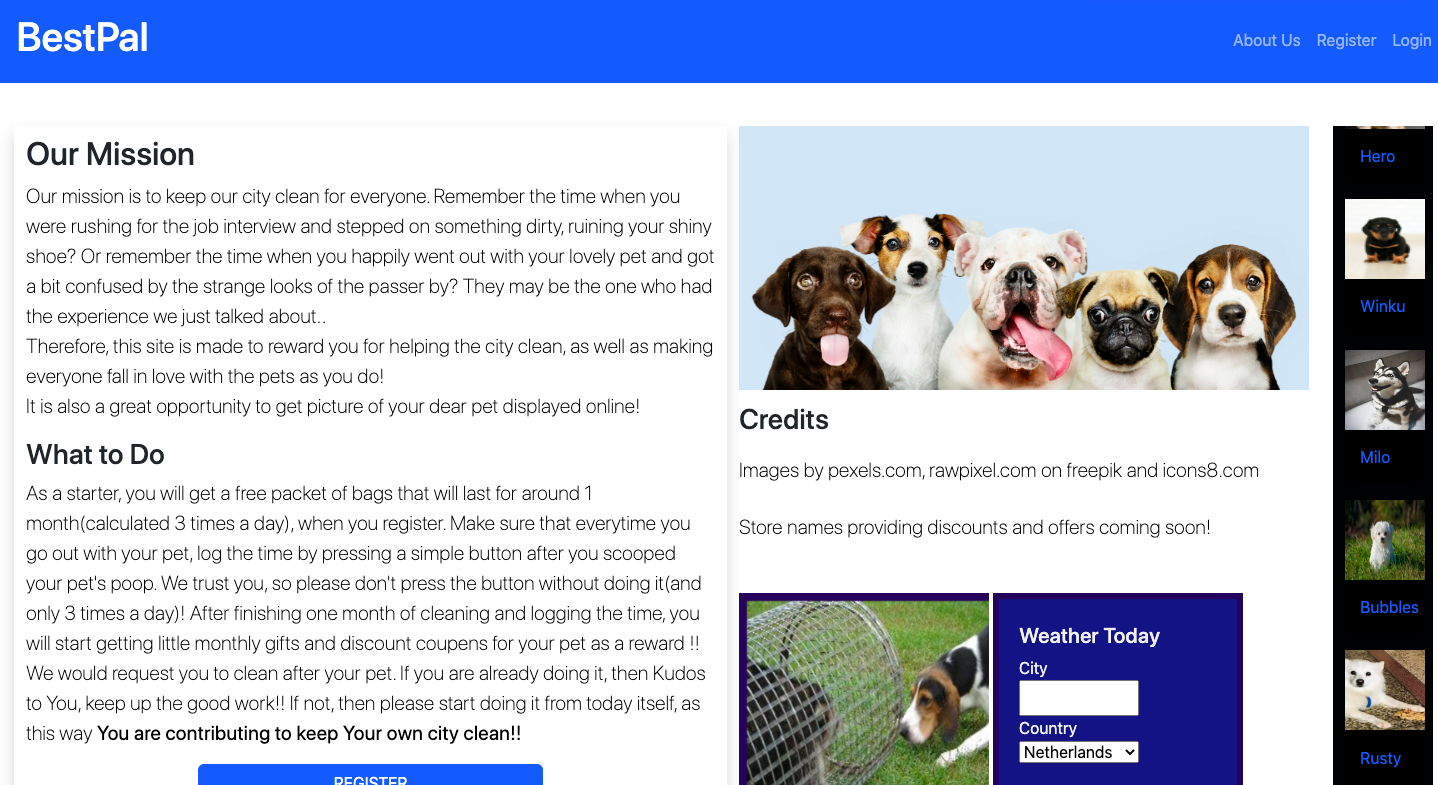 BestPal
About Us Register Login
Our Mission
Our mission is to keep our city clean for everyone. Remember the time when you
were rushing for the job interview and stepped on something dirty, ruining your shiny
shoe? Or remember the time when you happily went out with your lovely pet and got
a bit confused by the strange looks of the passer by? They may be the one who had
the experience we just talked about..
Therefore, this site is made to reward you for helping the city clean, as well as making
everyone fall in love with the pets as you do!
It is also a great opportunity to get picture of your dear pet displayed online!
What to Do
As a starter, you will get a free packet of bags that will last for around 1
month(calculated 3 times a day), when you register. Make sure that everytime you
go out with your pet, log the time by pressing a simple button after you scooped
your pet's poop. We trust you, so please don't press the button without doing it(and
only 3 times a day)! After finishing one month of cleaning and logging the time, you
will start getting little monthly gifts and discount coupens for your pet as a reward !!
We would request you to clean after your pet. If you are already doing it, then Kudos
to You, keep up the good work!! If not, then please start doing it from today itself, as
this way You are contributing to keep Your own city clean!!
REGISTER
Credits
Images by pexels.com, rawpixel.com on freepik and icons8.com
Store names providing discounts and offers coming soon!
Weather Today
City
Country
Netherlands
Hero
Winku
Milo
Bubbles
Rusty